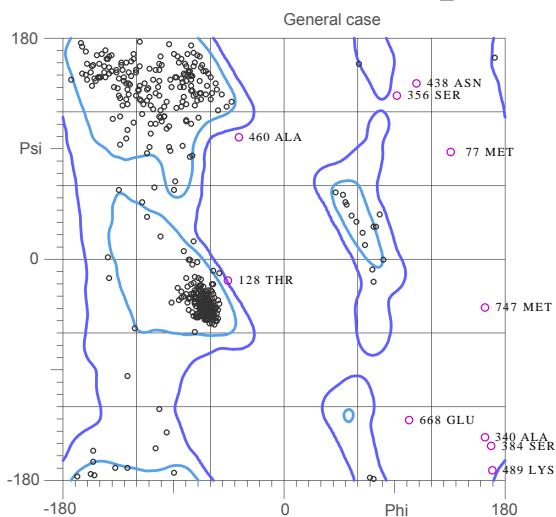 General case
180
438 ASN
356 SER
460 ALA
Psi
77 MET
0
128 THR
747 MET
668 GLU
340 ALA
384 SER
489 LYS
-180
-180
0
Phi
180